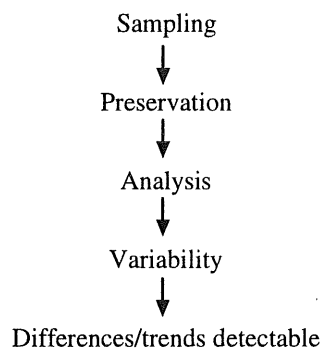 Sampling
Preservation
Analysis
Variability
Differences/trends detectable